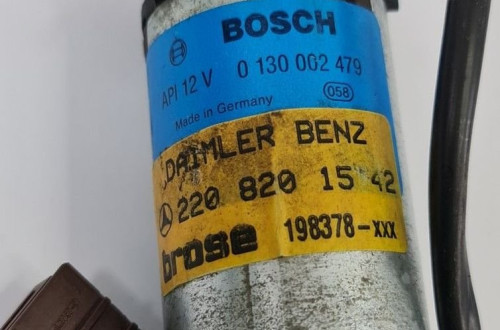 BOSCH
API 12 V 0 130 002 479
Made in Germany 058
DAIMLER BENZ
220 820 15 42
brose 198378-xxx